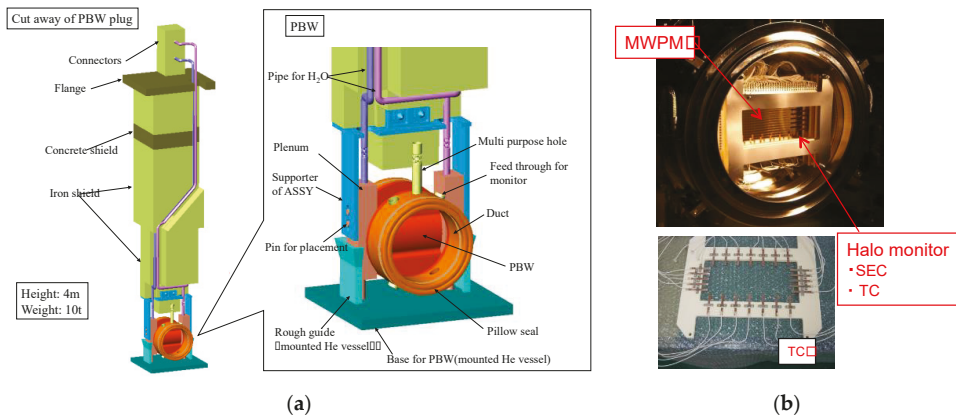 Cut away of PBW plug
Connectors
Flange
Concrete shield
Iron shield
Height: 4m
Weight: 10t
PBW
Pipe for H₂O
Multi purpose hole
Plenum
Feed through for
monitor
Supporter
of ASSY
Duct
Pin for placement
PBW
Pillow seal
Rough guide
□mounted He vessel□□
Base for PBW(mounted He vessel)
(a)
MWPM□
Halo monitor
・SEC
・TC
TC□
(b)